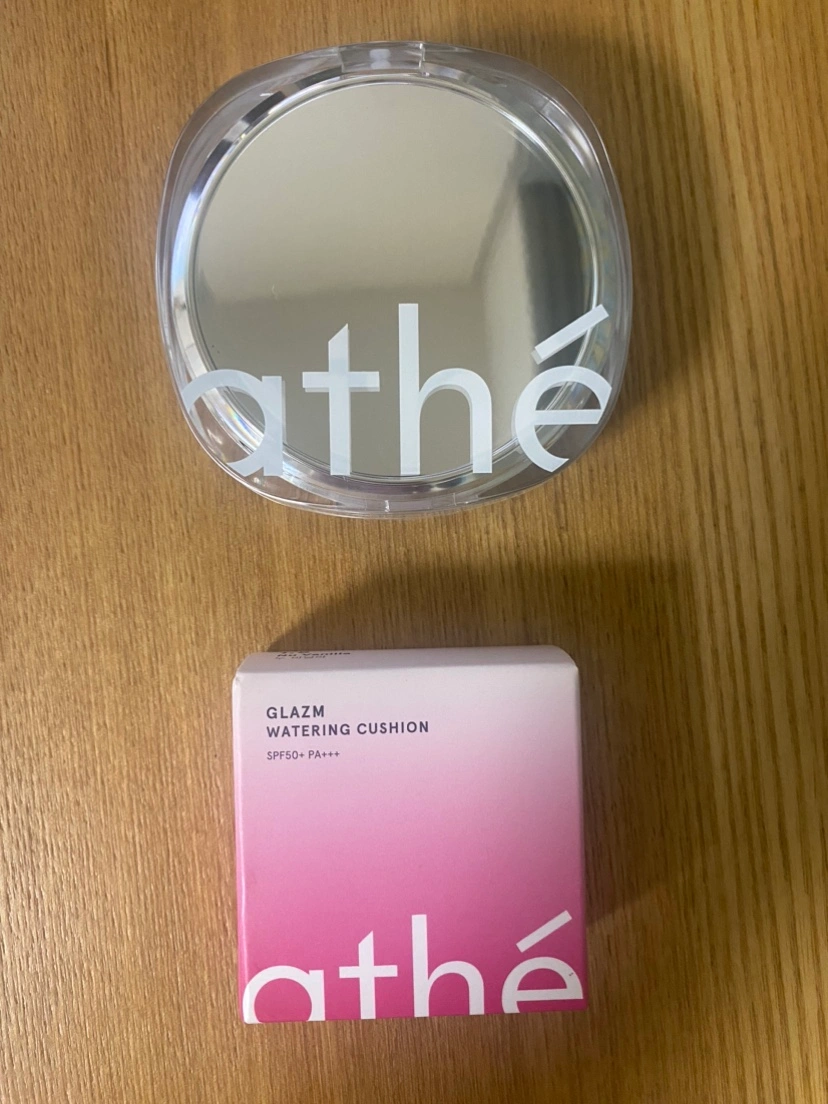 athé
GLAZM
WATERING CUSHION
SPF50+ PA+++
athé